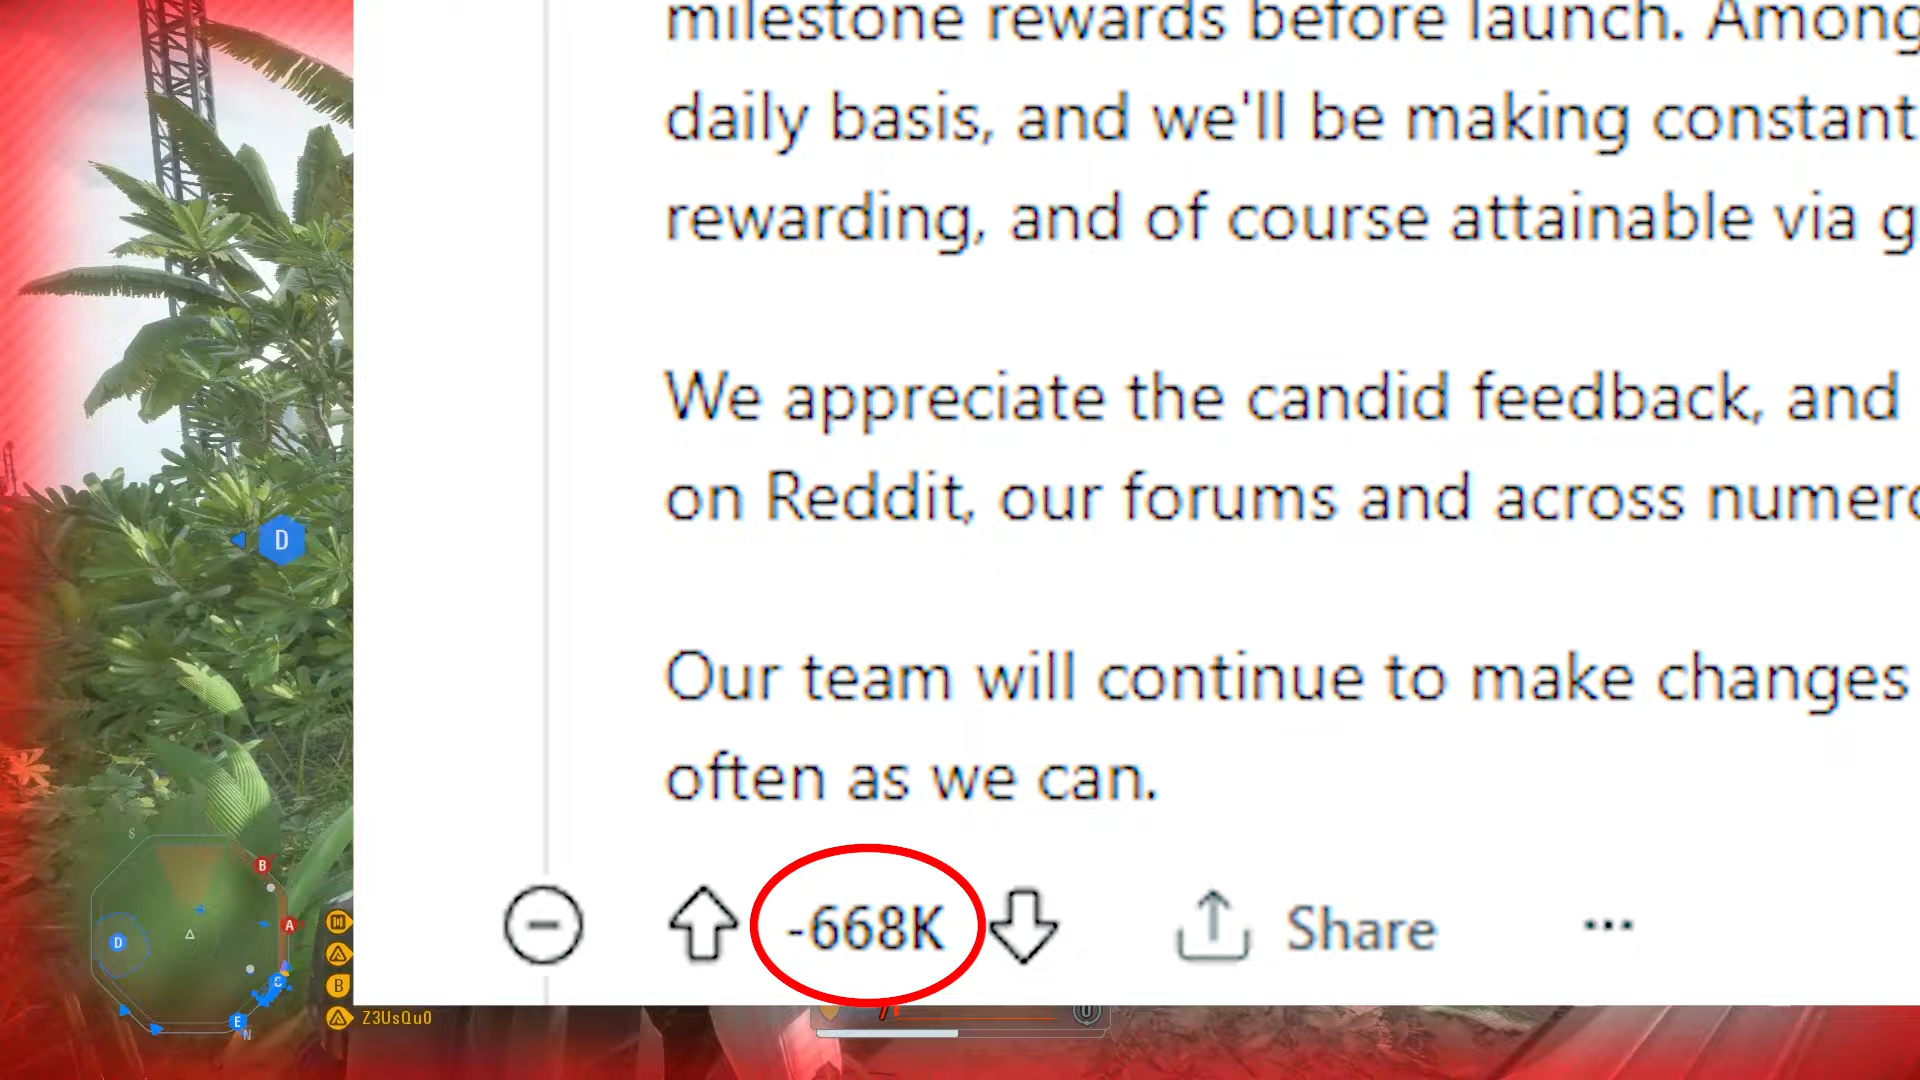 milestone rewards before launch. Among
daily basis, and we'll be making constant
rewarding, and of course attainable via g
We appreciate the candid feedback, and
on Reddit, our forums and across numero
Our team will continue to make changes
often as we can.
-668K
Share
...
D
S
B
A
D
C
E
N
B
Z3UsQu0